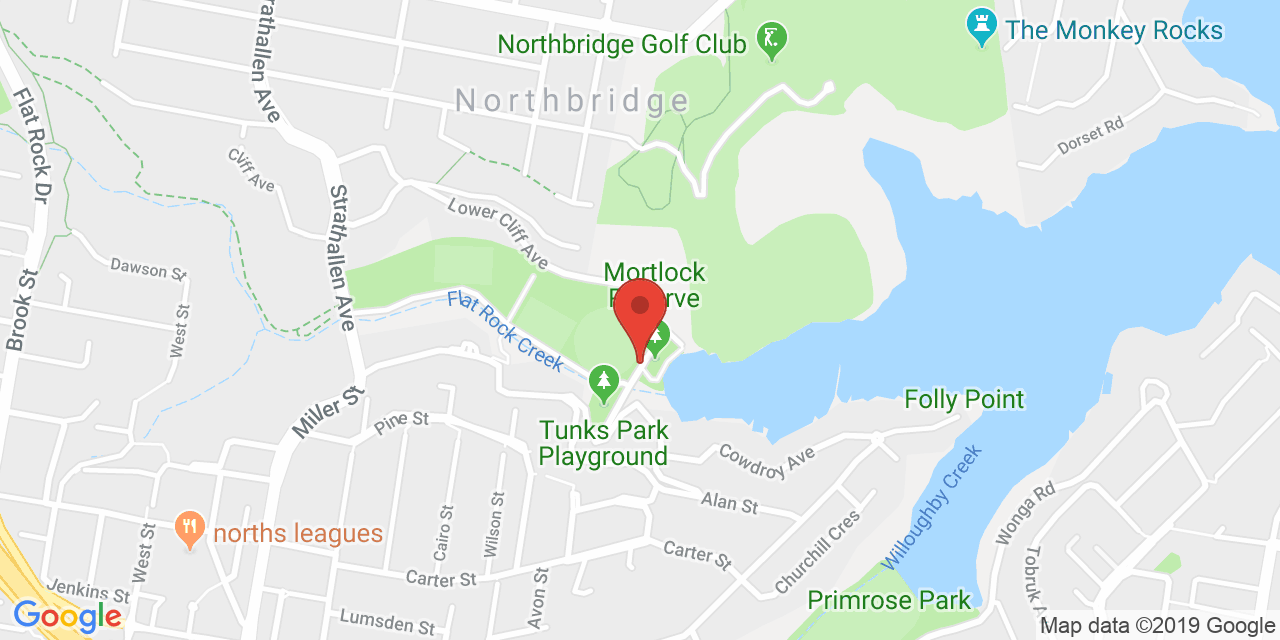 Strathallen Ave
Northbridge Golf Club
The Monkey Rocks
Northbridge
Flat Rock Dr
Dorset Rd
Cliff Ave
Strathallen Ave
Lower Cliff Ave
Dawson St
Mortlock
Reserve
Brook St
West St
Flat Rock Creek
Miller St
Pine St
Folly Point
Tunks Park
Playground
Cowdroy Ave
Alan St
Willoughby Creek
Wonga Rd
norths leagues
West St
Cairo St
Wilson St
Churchill Cres
Carter St
Carter St
Jenkins St
Avon St
Tobruk A
Primrose Park
Lumsden St
Google
Map data ©2019 Google